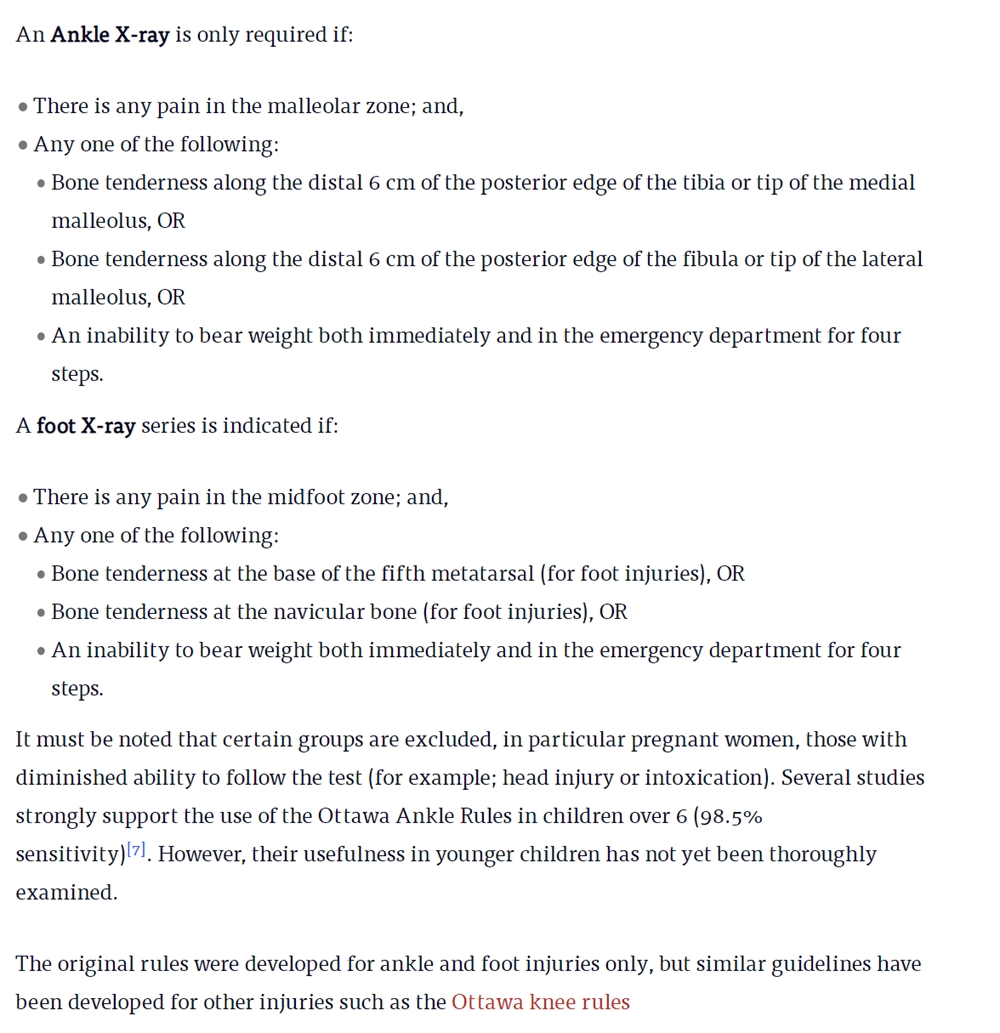 An Ankle X-ray is only required if:
• There is any pain in the malleolar zone; and,
• Any one of the following:
• Bone tenderness along the distal 6 cm of the posterior edge of the tibia or tip of the medial
malleolus, OR
• Bone tenderness along the distal 6 cm of the posterior edge of the fibula or tip of the lateral
malleolus, OR
• An inability to bear weight both immediately and in the emergency department for four
steps.
A foot X-ray series is indicated if:
• There is any pain in the midfoot zone; and,
• Any one of the following:
• Bone tenderness at the base of the fifth metatarsal (for foot injuries), OR
• Bone tenderness at the navicular bone (for foot injuries), OR
• An inability to bear weight both immediately and in the emergency department for four
steps.
It must be noted that certain groups are excluded, in particular pregnant women, those with
diminished ability to follow the test (for example; head injury or intoxication). Several studies
strongly support the use of the Ottawa Ankle Rules in children over 6 (98.5%
sensitivity)[7]. However, their usefulness in younger children has not yet been thoroughly
examined.
The original rules were developed for ankle and foot injuries only, but similar guidelines have
been developed for other injuries such as the Ottawa knee rules